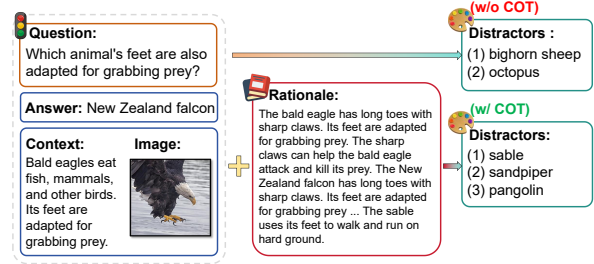 Question:
Which animal's feet are also
adapted for grabbing prey?
Answer: New Zealand falcon
Context:
Bald eagles eat
fish, mammals,
and other birds.
Its feet are
adapted for
grabbing prey.
Image:
Rationale:
The bald eagle has long toes with
sharp claws. Its feet are adapted
for grabbing prey. The sharp
claws can help the bald eagle
attack and kill its prey. The New
Zealand falcon has long toes with
sharp claws. Its feet are adapted
for grabbing prey ... The sable
uses its feet to walk and run on
hard ground.
(w/o COT)
Distractors :
(1) bighorn sheep
(2) octopus
(w/ COT)
Distractors:
(1) sable
(2) sandpiper
(3) pangolin